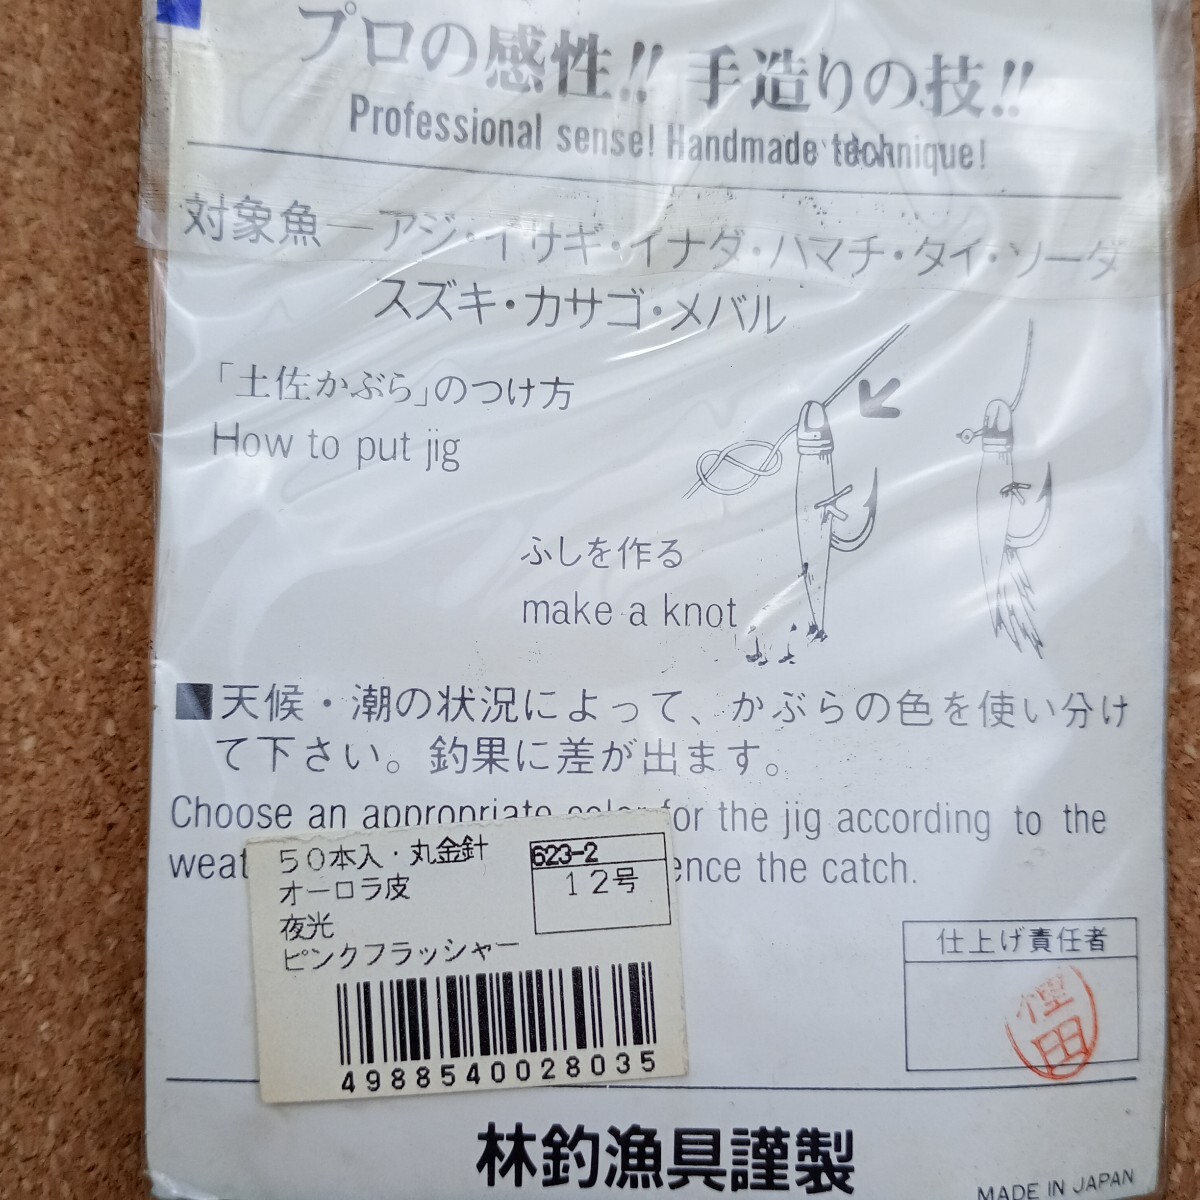 プロの感性!! 手造りの技!!
Professional sense! Handmade technique!
対象魚―アジ・イサギ・イナダ・ハマチ・タイ・ソーダ
スズキ・カサゴ・メバル
「土佐かぶら」のつけ方
How to put jig
ふしを作る
make a knot
■天候・潮の状況によって、かぶらの色を使い分け
て下さい。釣果に差が出ます。
Choose an appropriate color for the jig according to the
weat ence the catch.
50本入・丸金針
オーロラ皮
夜光
ピンクフラッシャー
623-2
12号
4988540028035
仕上げ責任者
田
林釣漁具謹製
MADE IN JAPAN